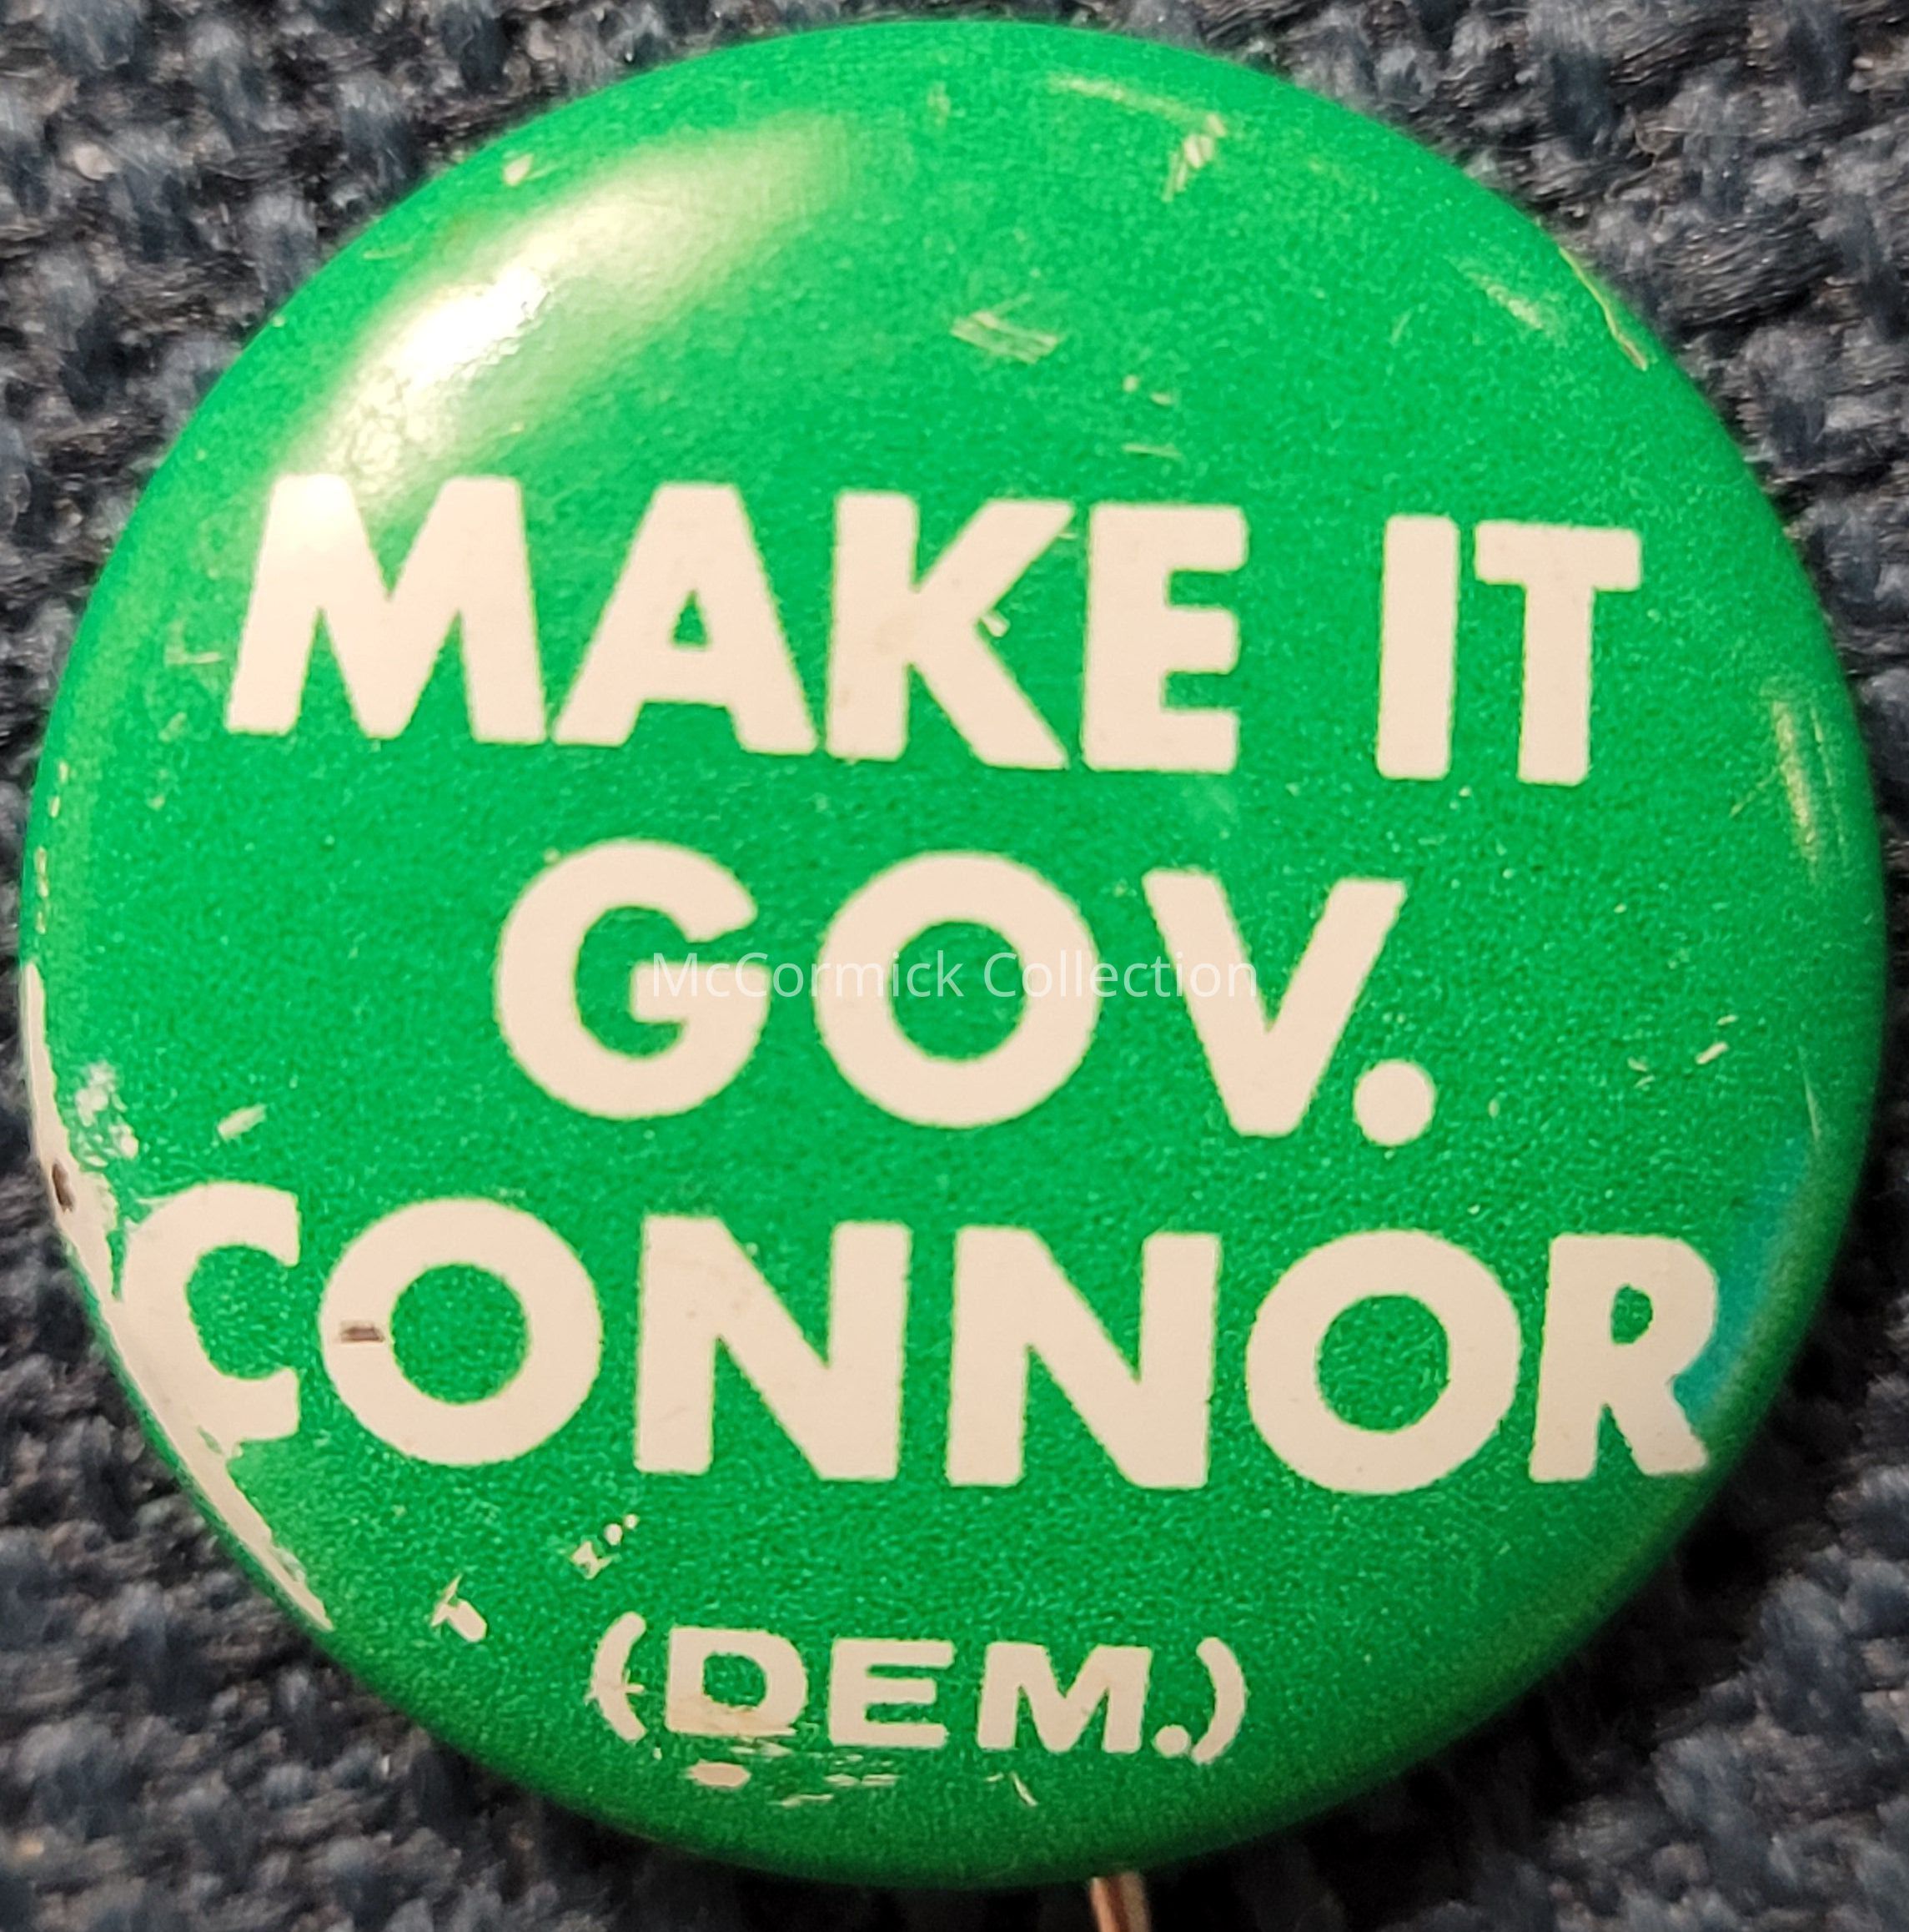 MAKE IT
GOV.
McCormick Collection
CONNOR
(DEM.)